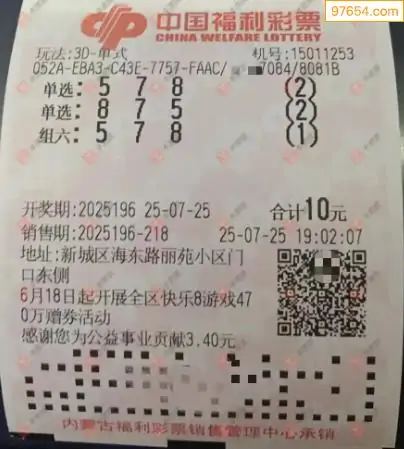 97654.com
中国福利彩票
CHINA WELFARE LOTTERY
玩法:3D-单式 机号:15011253
052A-EBA3-C43E-7757-FAAC/ 7084/8081B
单选: 5 7 8 (2)
单选: 8 7 5 (2)
组六: 5 7 8 (1)
开奖期:2025196 25-07-25 合计10元
销售期:2025196-218 25-07-25 19:02:07
地址:新城区海东路丽苑小区门
口东侧
6月18日起开展全区快乐8游戏47
0万赠券活动
感谢您为公益事业贡献3.40元
内蒙古福利彩票销售管理中心承销